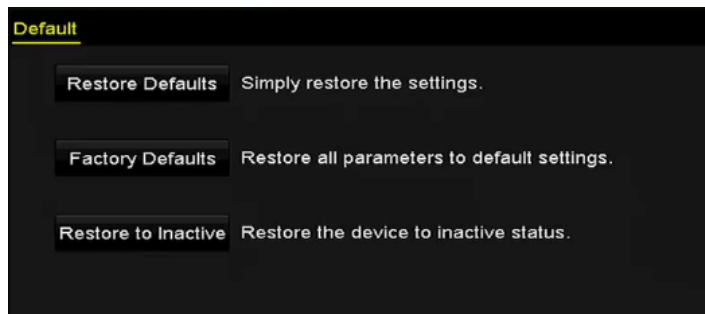 Default
Restore Defaults Simply restore the settings.
Factory Defaults Restore all parameters to default settings.
Restore to Inactive Restore the device to inactive status.